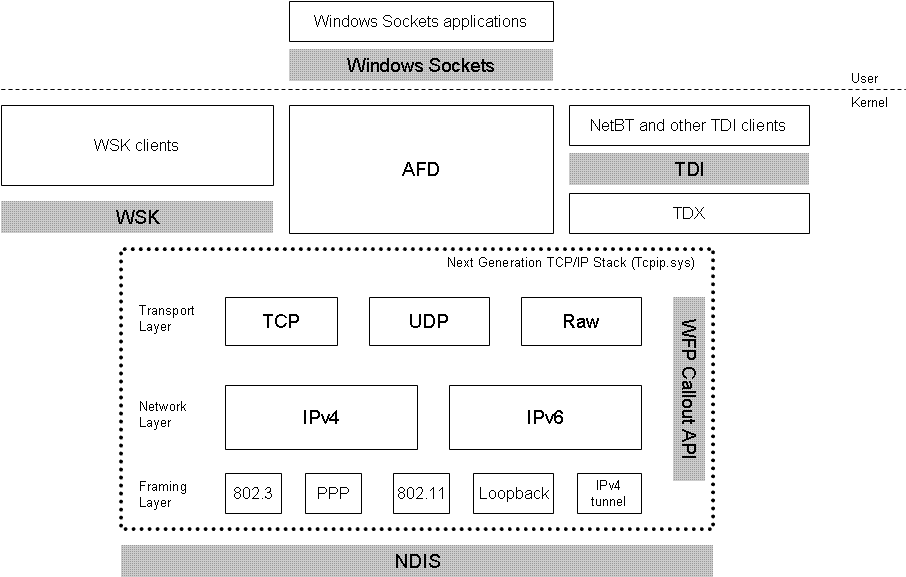 Windows Sockets applications
Windows Sockets
User
Kernel
WSK clients
AFD
NetBT and other TDI clients
TDI
WSK
TDX
Next Generation TCP/IP Stack (Tcpip.sys)
Transport
Layer
TCP
UDP
Raw
WFP Callout API
Network
Layer
IPv4
IPv6
Framing
Layer
802.3
PPP
802.11
Loopback
IPv4
tunnel
NDIS